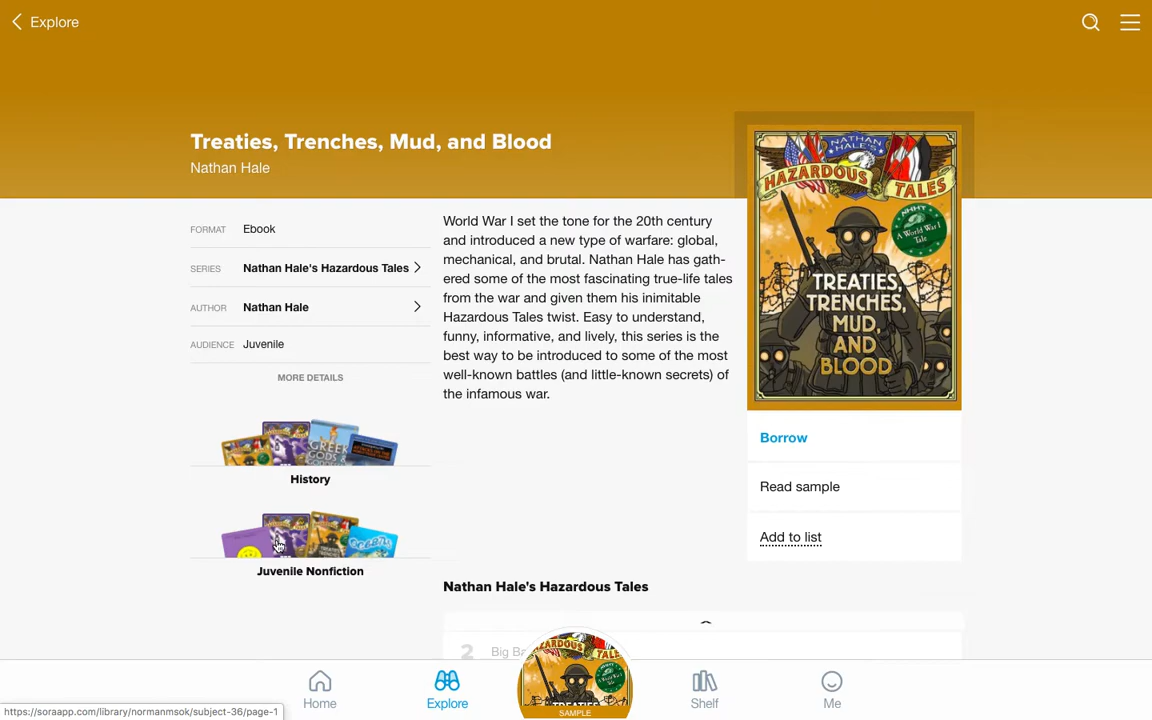 Explore
Treaties, Trenches, Mud, and Blood
Nathan Hale
FORMAT Ebook
SERIES Nathan Hale's Hazardous Tales
AUTHOR Nathan Hale
AUDIENCE Juvenile
MORE DETAILS
History
Juvenile Nonfiction
World War I set the tone for the 20th century
and introduced a new type of warfare: global,
mechanical, and brutal. Nathan Hale has gath-
ered some of the most fascinating true-life tales
from the war and given them his inimitable
Hazardous Tales twist. Easy to understand,
funny, informative, and lively, this series is the
best way to be introduced to some of the most
well-known battles (and little-known secrets) of
the infamous war.
NATHAN HALE'S
HAZARDOUS TALES
NHHT
2
A World War I
Tale
TREATIES,
TRENCHES,
MUD,
AND
BLOOD
Borrow
Read sample
Add to list
Nathan Hale's Hazardous Tales
2 Big Ba
SAMPLE
Home
Explore
Shelf
Me
https://soraapp.com/library/normanmsok/subject-36/page-1